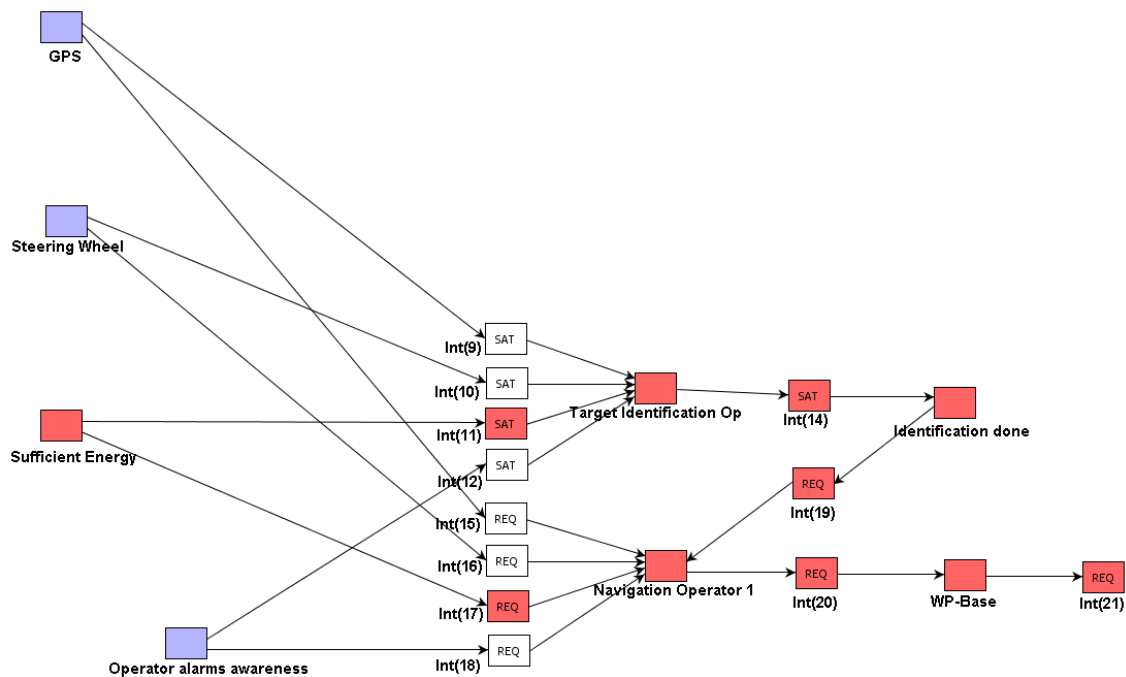 GPS
Steering Wheel
SAT
Int(9)
SAT
Int(10)
Target Identification Op
SAT
Int(14)
Identification done
SAT
Int(11)
Sufficient Energy
SAT
Int(12)
REQ
Int(19)
REQ
Int(15)
REQ
Int(16)
Navigation Operator 1
REQ
Int(20)
WP-Base
REQ
Int(21)
REQ
Int(17)
REQ
Int(18)
Operator alarms awareness